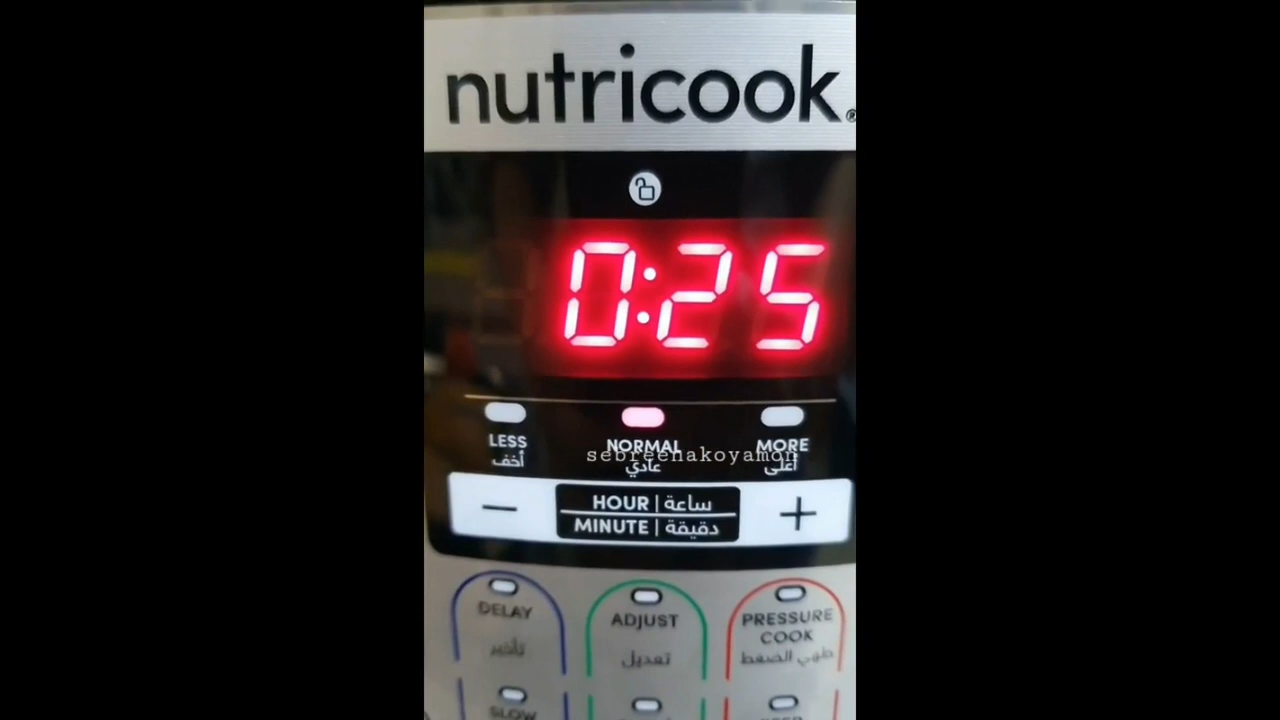 nutricook®
0:25
LESS NORMAL MORE
أخف عادي أعلى
sebreenakoyamon
− HOUR | ساعة +
MINUTE | دقيقة
DELAY ADJUST PRESSURE COOK
تأخير تعديل طهي الضغط
SLOW